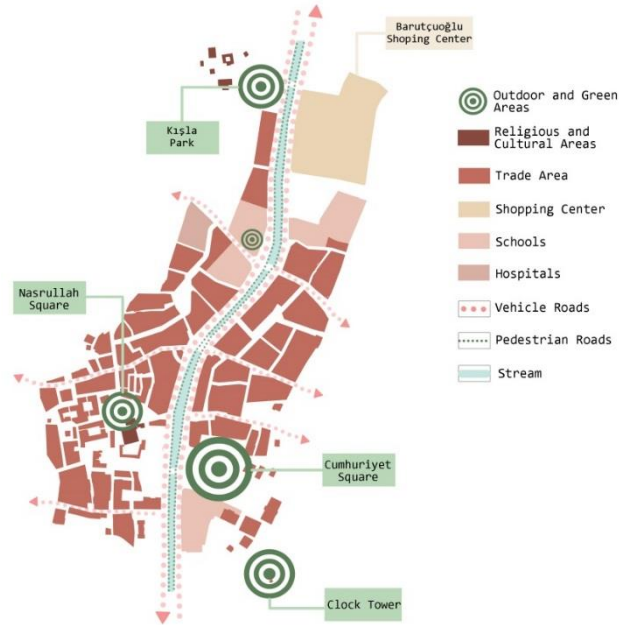 Barutçuoğlu
Shoping Center
Kışla
Park
Nasrullah
Square
Cumhuriyet
Square
Clock Tower
Outdoor and Green
Areas
Religious and
Cultural Areas
Trade Area
Shopping Center
Schools
Hospitals
Vehicle Roads
Pedestrian Roads
Stream